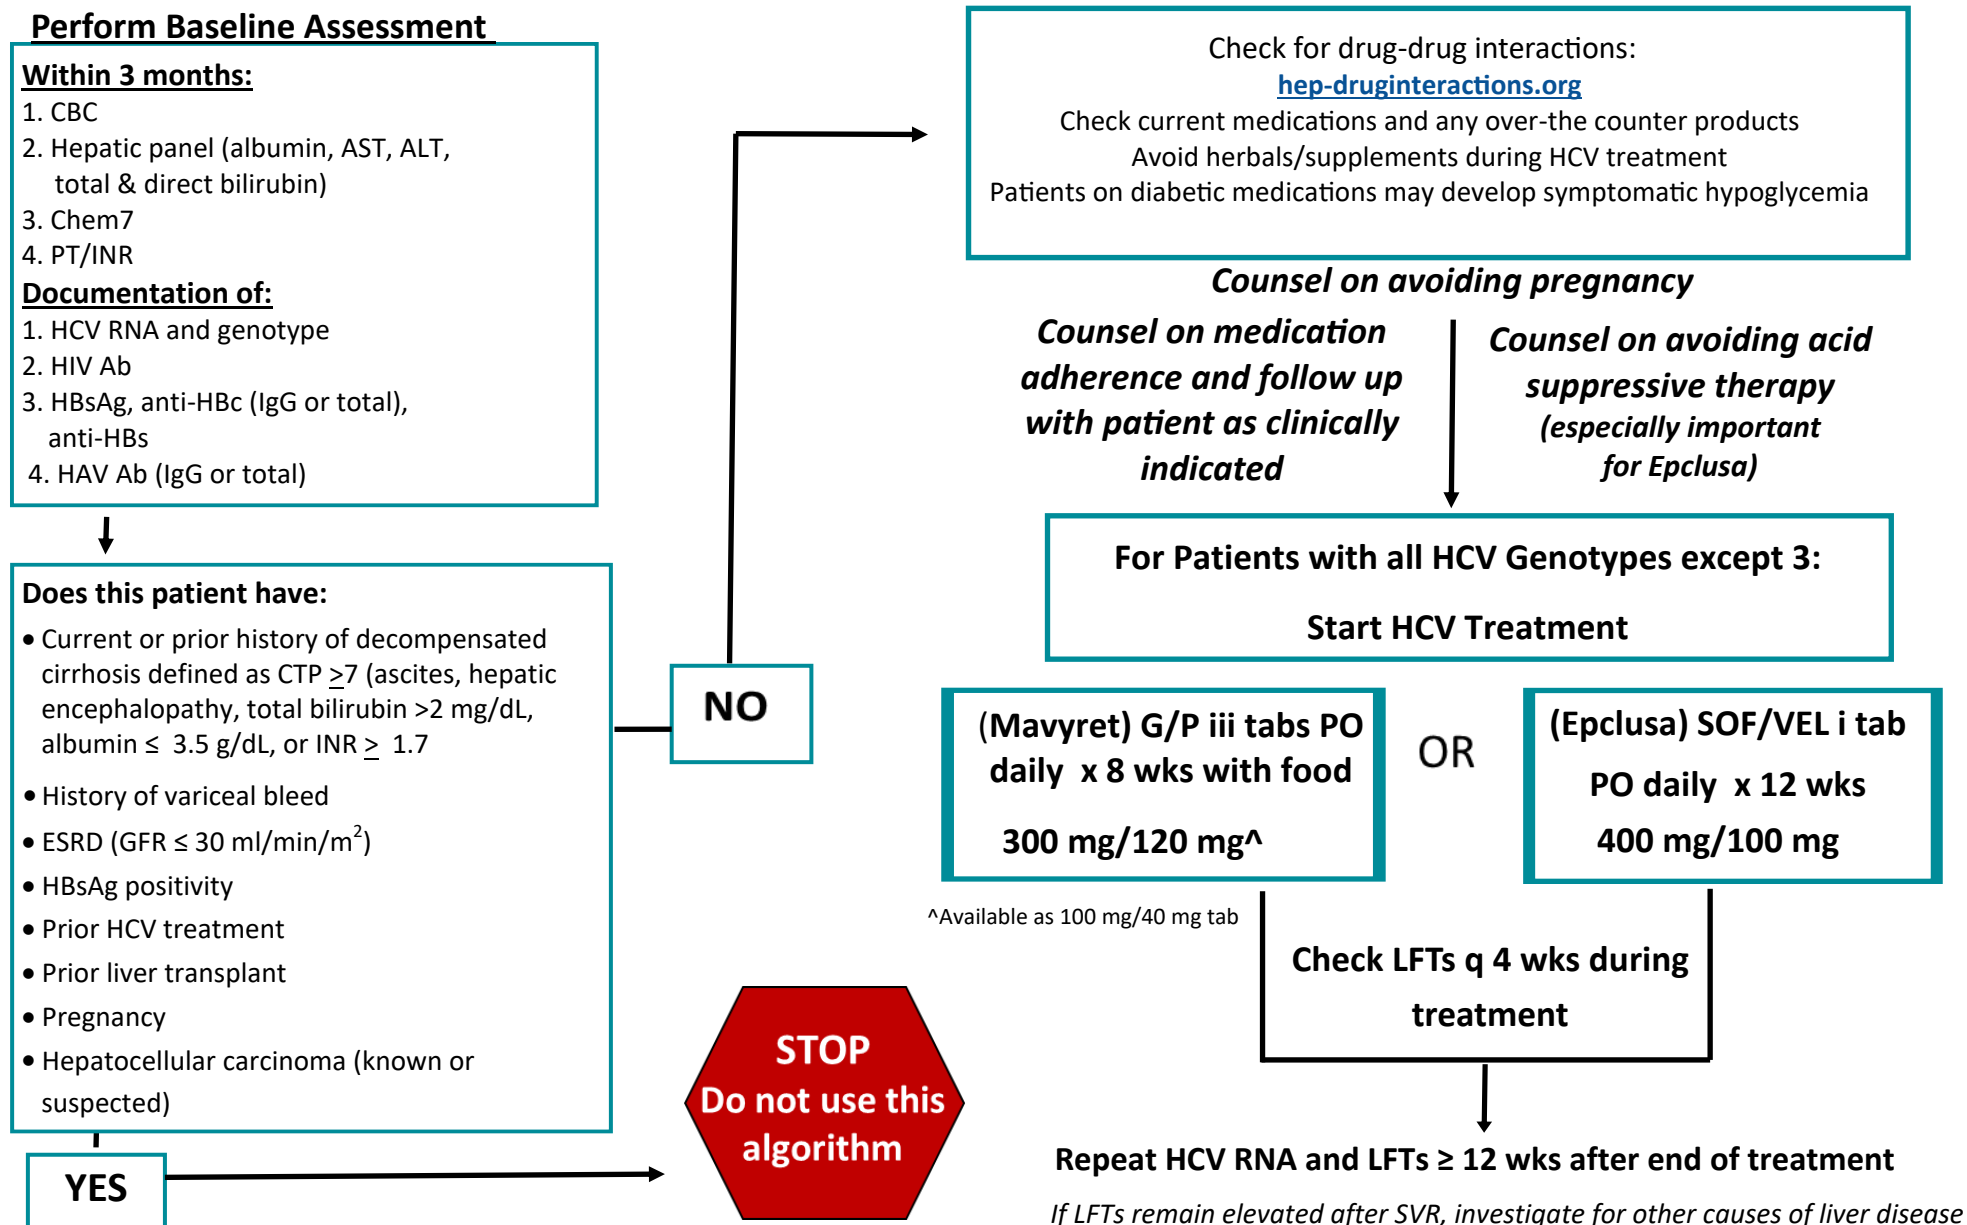 Perform Baseline Assessment
Within 3 months:
1. CBC
2. Hepatic panel (albumin, AST, ALT,
total & direct bilirubin)
3. Chem7
4. PT/INR
Documentation of:
1. HCV RNA and genotype
2. HIV Ab
3. HBsAg, anti-HBc (IgG or total),
anti-HBs
4. HAV Ab (IgG or total)
Does this patient have:
• Current or prior history of decompensated
cirrhosis defined as CTP ≥7 (ascites, hepatic
encephalopathy, total bilirubin >2 mg/dL,
albumin ≤ 3.5 g/dL, or INR ≥ 1.7
• History of variceal bleed
• ESRD (GFR ≤ 30 ml/min/m²)
• HBsAg positivity
• Prior HCV treatment
• Prior liver transplant
• Pregnancy
• Hepatocellular carcinoma (known or
suspected)
YES
STOP
Do not use this
algorithm
NO
Check for drug-drug interactions:
hep-druginteractions.org
Check current medications and any over-the counter products
Avoid herbals/supplements during HCV treatment
Patients on diabetic medications may develop symptomatic hypoglycemia
Counsel on avoiding pregnancy
Counsel on medication
adherence and follow up
with patient as clinically
indicated
Counsel on avoiding acid
suppressive therapy
(especially important
for Epclusa)
For Patients with all HCV Genotypes except 3:
Start HCV Treatment
(Mavyret) G/P iii tabs PO
daily x 8 wks with food
300 mg/120 mg^
^Available as 100 mg/40 mg tab
OR
(Epclusa) SOF/VEL i tab
PO daily x 12 wks
400 mg/100 mg
Check LFTs q 4 wks during
treatment
Repeat HCV RNA and LFTs ≥ 12 wks after end of treatment
If LFTs remain elevated after SVR, investigate for other causes of liver disease